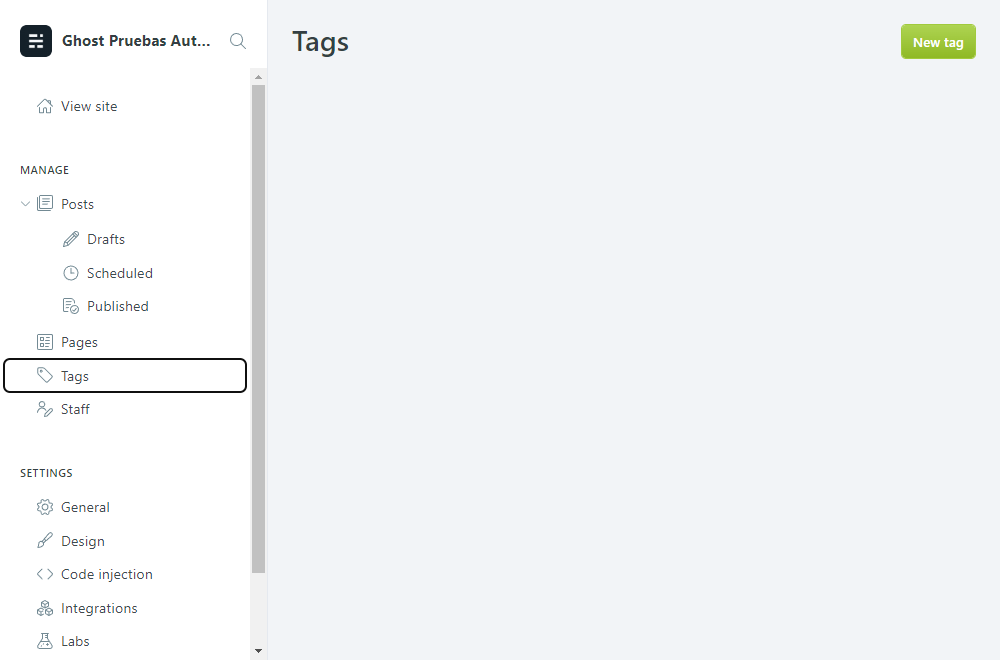 Ghost Pruebas Aut...
View site
MANAGE
Posts
Drafts
Scheduled
Published
Pages
Tags
Staff
SETTINGS
General
Design
Code injection
Integrations
Labs
Tags
New tag